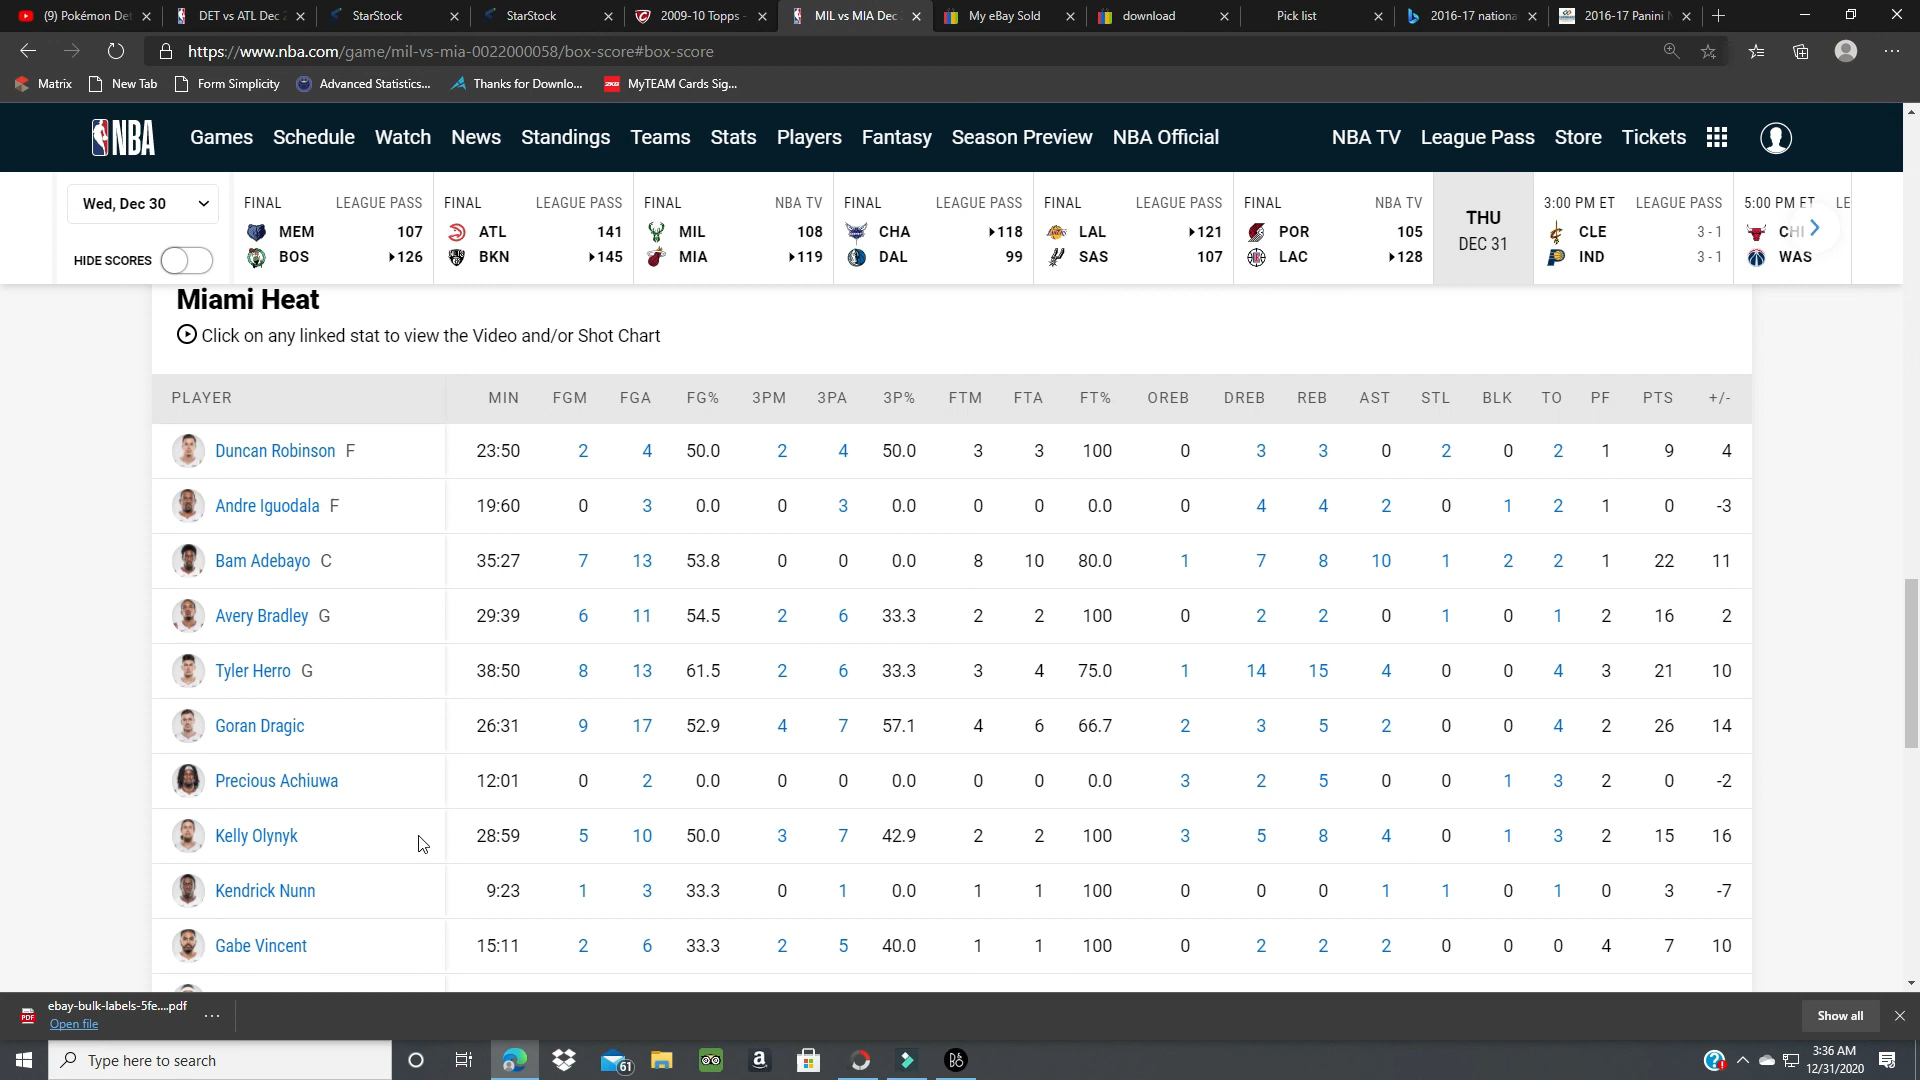 (9) Pokémon De
DET vs ATL Dec
StarStock
StarStock
2009-10 Topps -
MIL vs MIA Dec
My eBay Sold
download
Pick list
2016-17 nationa
2016-17 Panini
https://www.nba.com/game/mil-vs-mia-0022000058/box-score#box-score
Matrix New Tab Form Simplicity Advanced Statistics... Thanks for Downlo... MyTEAM Cards Sig...
NBA Games Schedule Watch News Standings Teams Stats Players Fantasy Season Preview NBA Official NBA TV League Pass Store Tickets
Wed, Dec 30
HIDE SCORES
FINAL LEAGUE PASS
MEM 107
BOS 126
FINAL LEAGUE PASS
ATL 141
BKN 145
FINAL NBA TV
MIL 108
MIA 119
FINAL LEAGUE PASS
CHA 118
DAL 99
FINAL LEAGUE PASS
LAL 121
SAS 107
FINAL NBA TV
POR 105
LAC 128
THU
DEC 31
3:00 PM ET LEAGUE PASS
CLE 3 - 1
IND 3 - 1
5:00 PM ET LE
CHI
WAS
Miami Heat
Click on any linked stat to view the Video and/or Shot Chart
PLAYER MIN FGM FGA FG% 3PM 3PA 3P% FTM FTA FT% OREB DREB REB AST STL BLK TO PF PTS +/-
Duncan Robinson F 23:50 2 4 50.0 2 4 50.0 3 3 100 0 3 3 0 2 0 2 1 9 4
Andre Iguodala F 19:60 0 3 0.0 0 3 0.0 0 0 0.0 0 4 4 2 0 1 2 1 0 -3
Bam Adebayo C 35:27 7 13 53.8 0 0 0.0 8 10 80.0 1 7 8 10 1 2 2 1 22 11
Avery Bradley G 29:39 6 11 54.5 2 6 33.3 2 2 100 0 2 2 0 1 0 1 2 16 2
Tyler Herro G 38:50 8 13 61.5 2 6 33.3 3 4 75.0 1 14 15 4 0 0 4 3 21 10
Goran Dragic 26:31 9 17 52.9 4 7 57.1 4 6 66.7 2 3 5 2 0 0 4 2 26 14
Precious Achiuwa 12:01 0 2 0.0 0 0 0.0 0 0 0.0 3 2 5 0 0 1 3 2 0 -2
Kelly Olynyk 28:59 5 10 50.0 3 7 42.9 2 2 100 3 5 8 4 0 1 3 2 15 16
Kendrick Nunn 9:23 1 3 33.3 0 1 0.0 1 1 100 0 0 0 1 1 0 1 0 3 -7
Gabe Vincent 15:11 2 6 33.3 2 5 40.0 1 1 100 0 2 2 2 0 0 0 4 7 10
ebay-bulk-labels-5fe....pdf
Open file
Show all
Type here to search
61
3:36 AM
12/31/2020